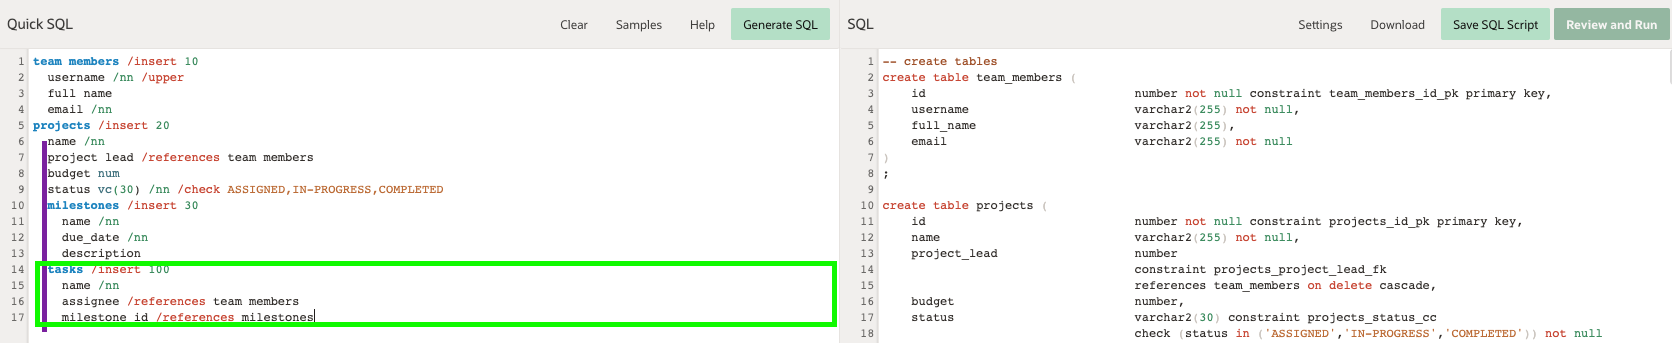 Quick SQL Clear Samples Help Generate SQL
1 team members /insert 10
2 username /nn /upper
3 full name
4 email /nn
5 projects /insert 20
6 name /nn
7 project lead /references team members
8 budget num
9 status vc(30) /nn /check ASSIGNED,IN-PROGRESS,COMPLETED
10 milestones /insert 30
11 name /nn
12 due_date /nn
13 description
14 tasks /insert 100
15 name /nn
16 assignee /references team members
17 milestone id /references milestones
SQL Settings Download Save SQL Script Review and Run
1 -- create tables
2 create table team_members (
3 id number not null constraint team_members_id_pk primary key,
4 username varchar2(255) not null,
5 full_name varchar2(255),
6 email varchar2(255) not null
7 )
8 ;
9
10 create table projects (
11 id number not null constraint projects_id_pk primary key,
12 name varchar2(255) not null,
13 project_lead number
14 constraint projects_project_lead_fk
15 references team_members on delete cascade,
16 budget number,
17 status varchar2(30) constraint projects_status_cc
18 check (status in ('ASSIGNED','IN-PROGRESS','COMPLETED')) not null